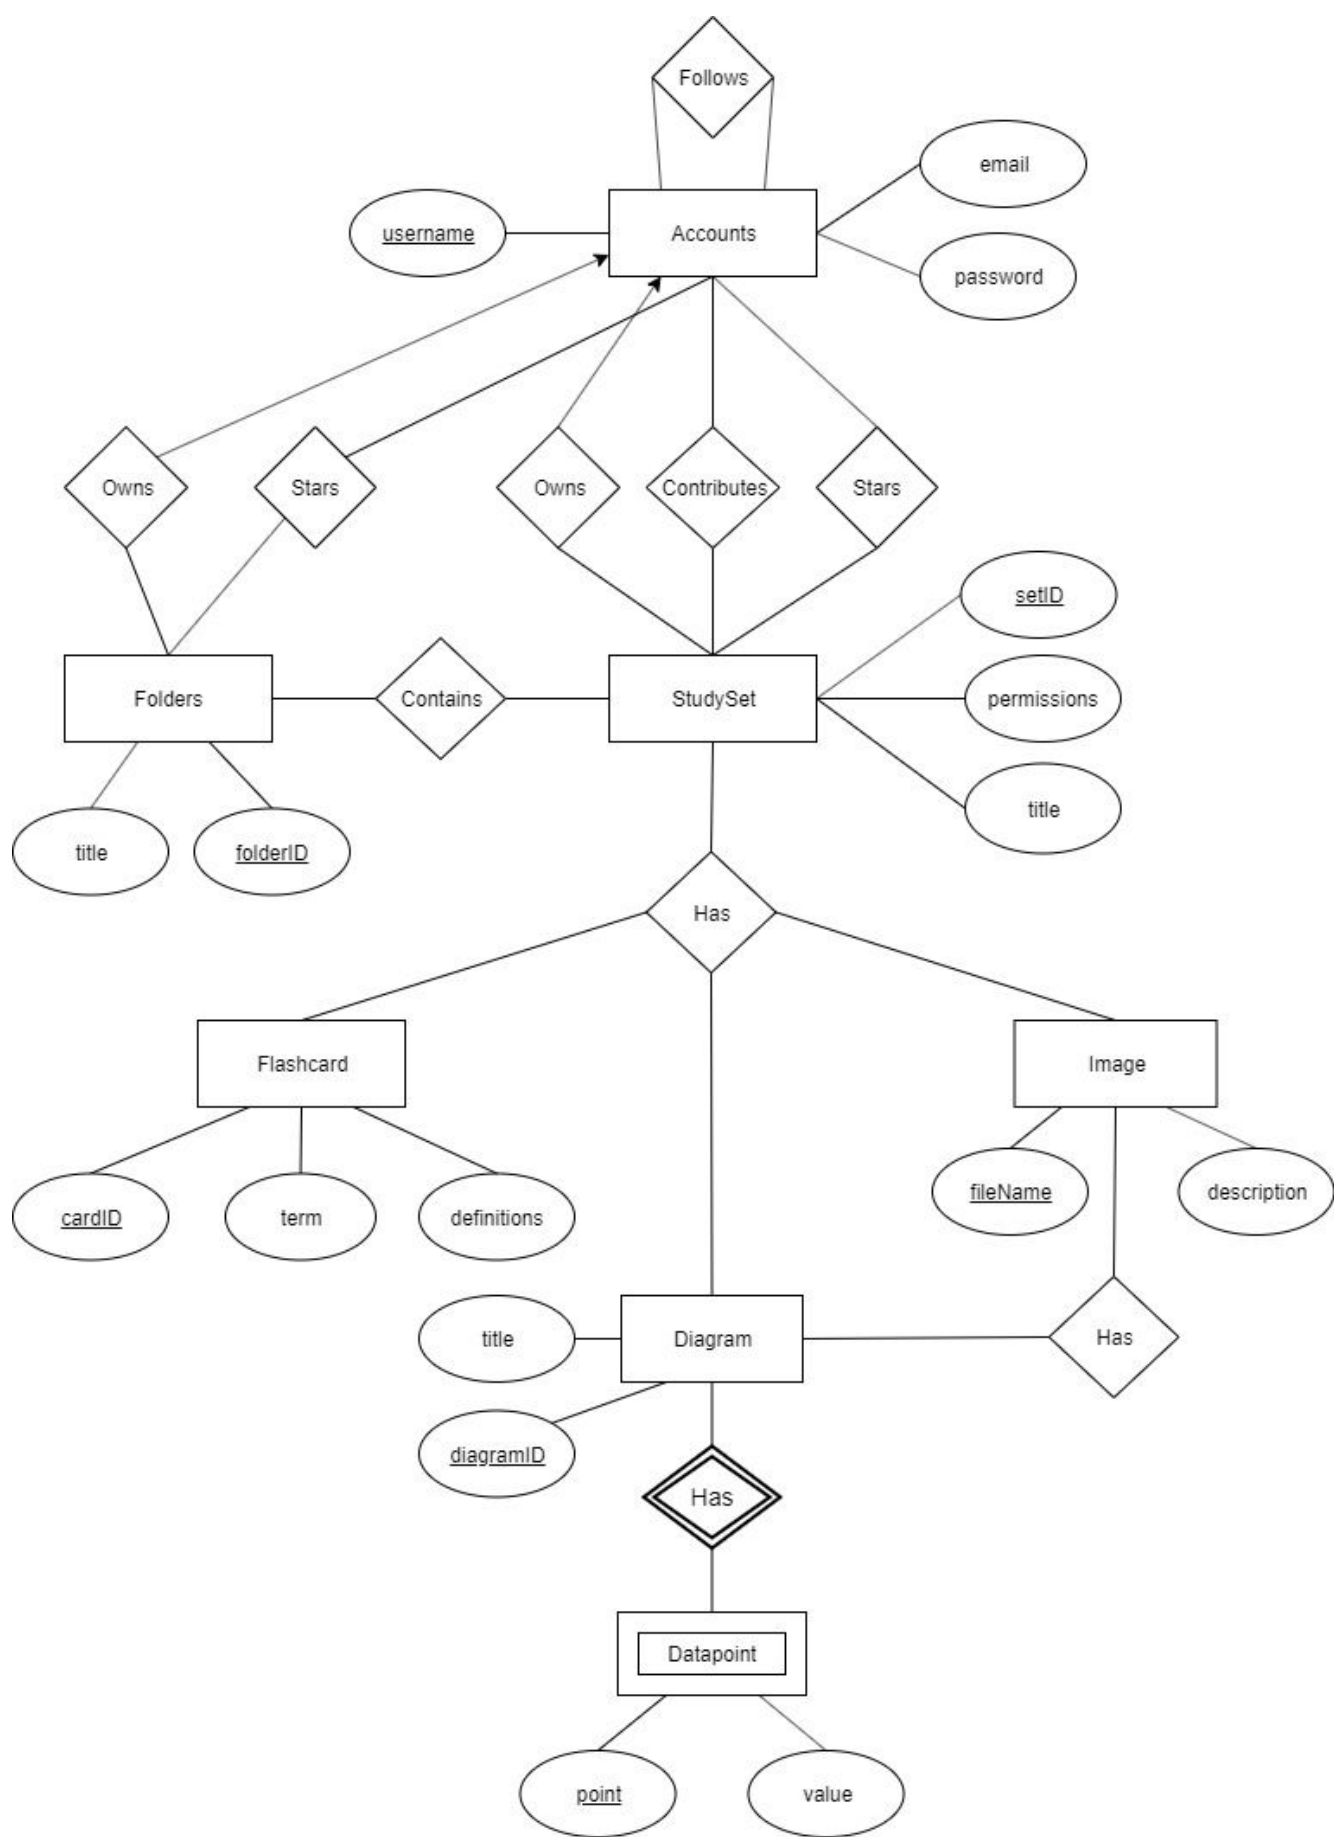 Follows
email
username
Accounts
password
Owns
Stars
Owns
Contributes
Stars
setID
Folders
Contains
StudySet
permissions
title
title
folderID
Has
Flashcard
Image
cardID
term
definitions
fileName
description
title
Diagram
Has
diagramID
Has
Datapoint
point
value